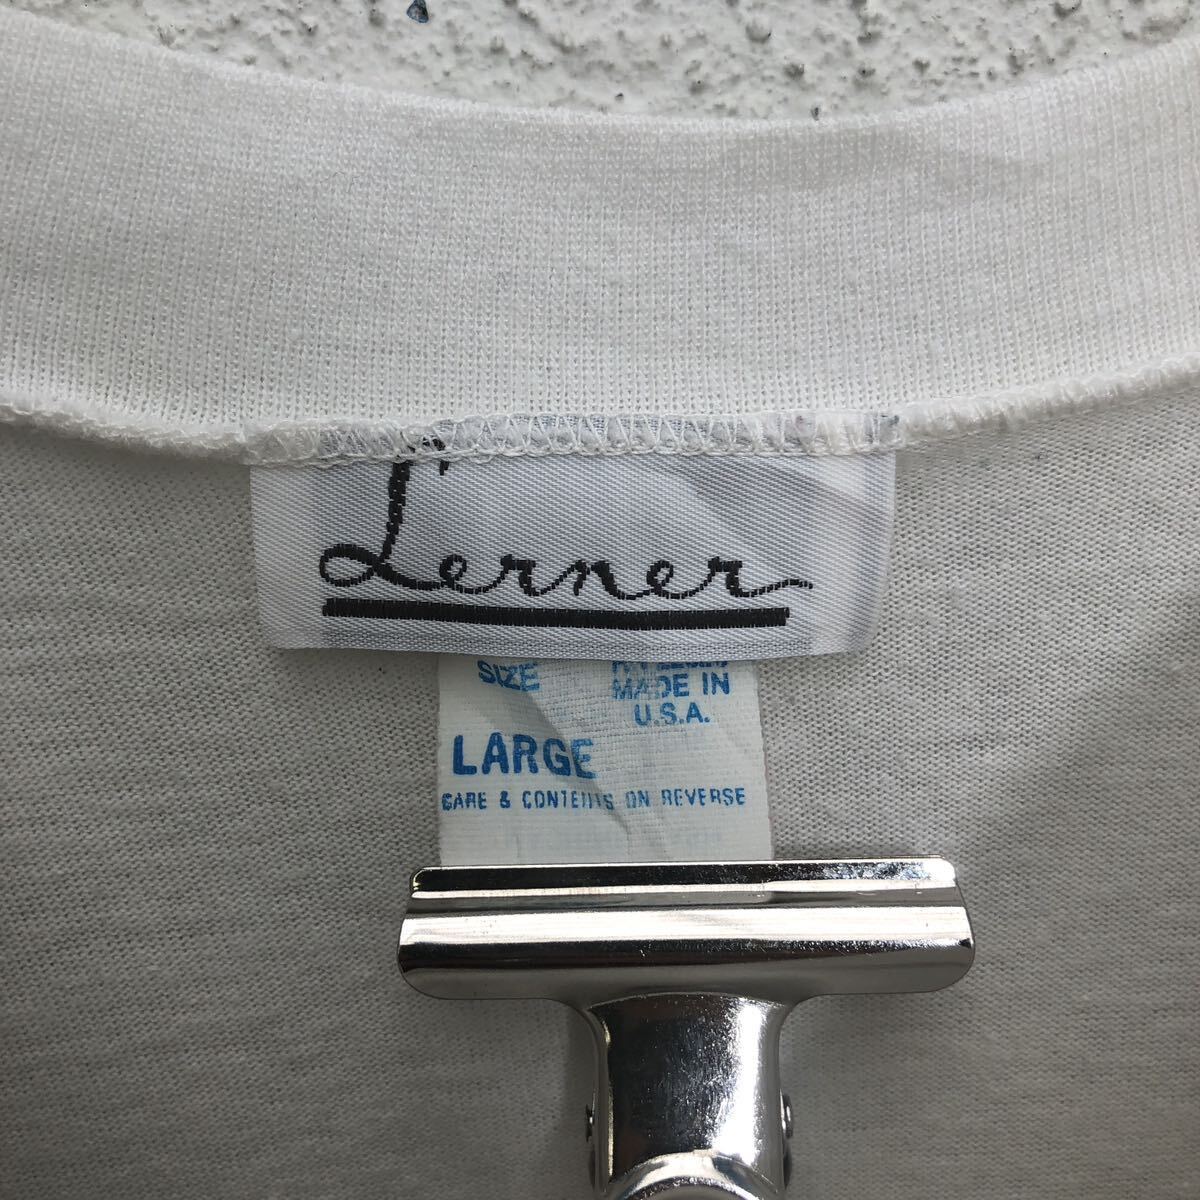 Lerner
SIZE
MADE IN
U.S.A.
LARGE
CARE & CONTENTS ON REVERSE